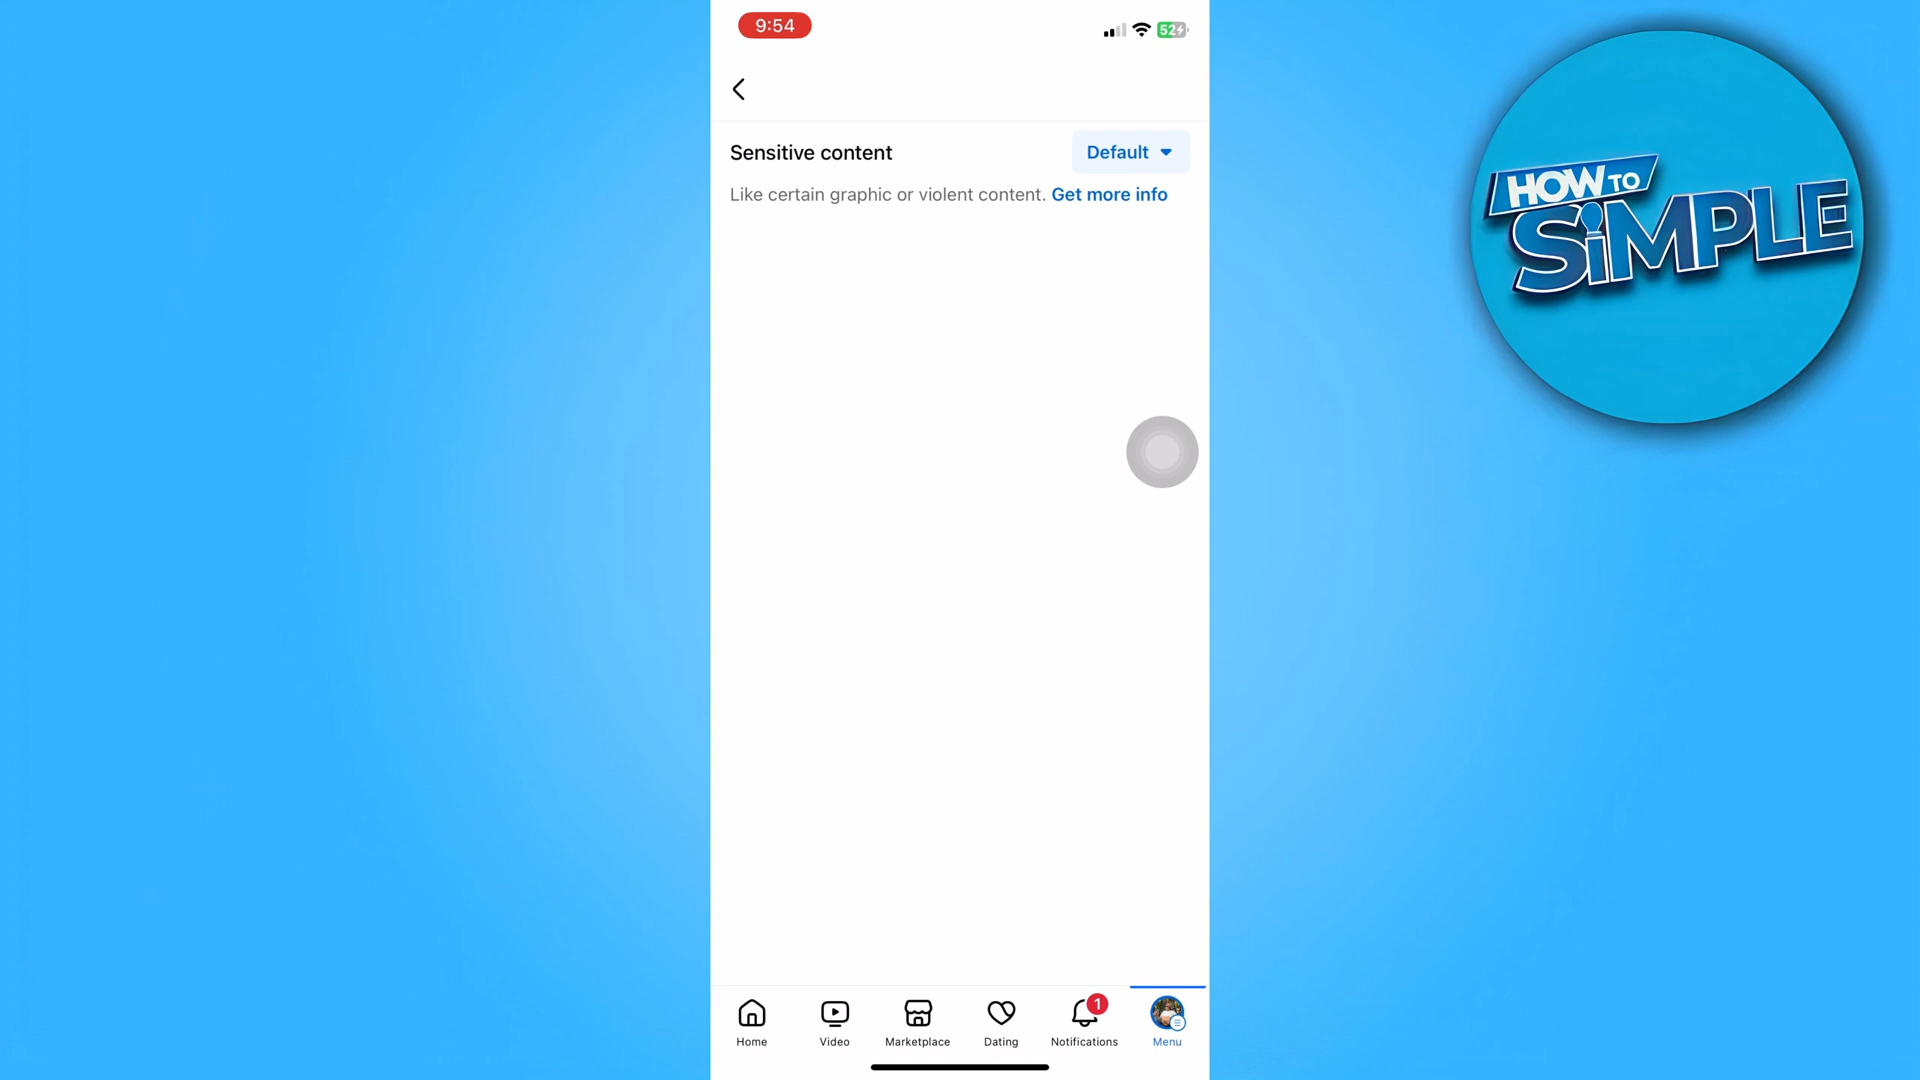 9:54
52
Sensitive content
Default
Like certain graphic or violent content. Get more info
HOW TO
SiMPLE
1
Home
Video
Marketplace
Dating
Notifications
Menu